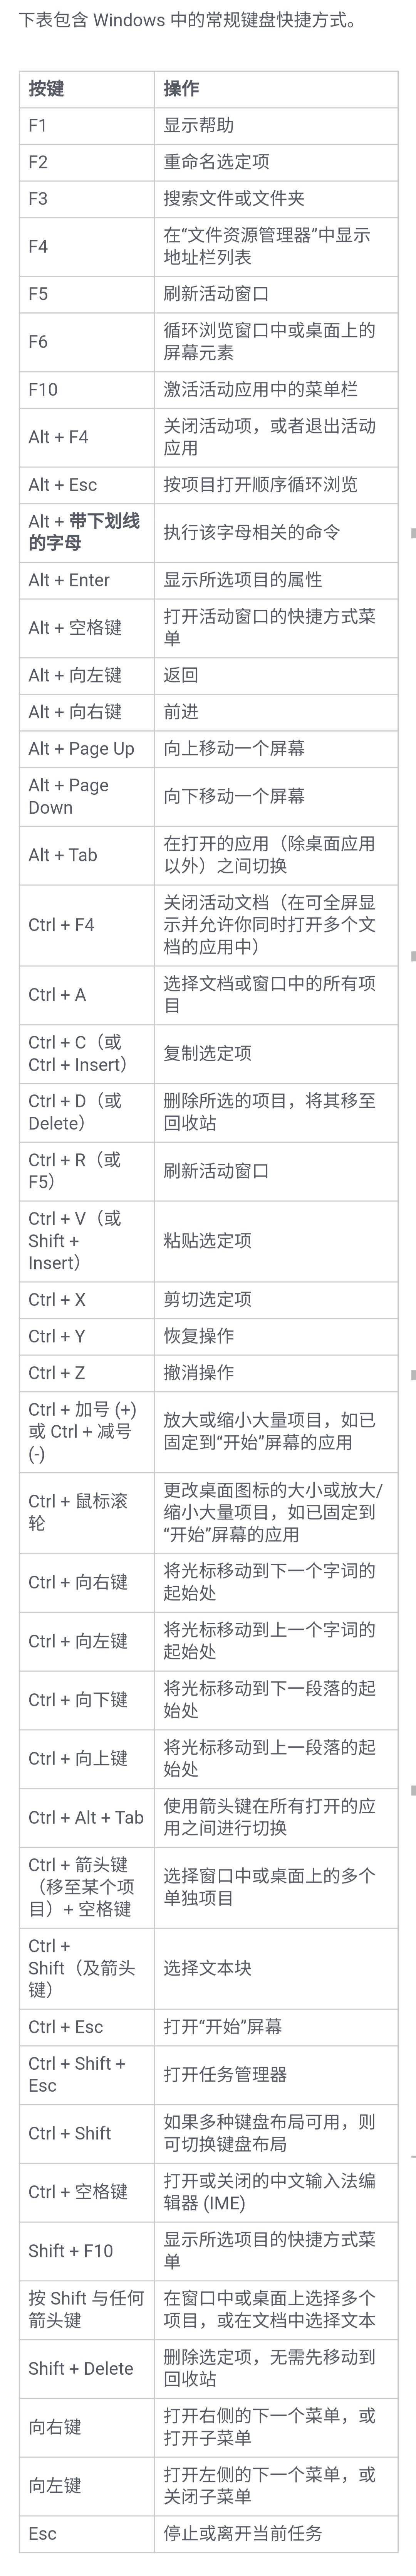 下表包含 Windows 中的常规键盘快捷方式。
按键 操作
F1 显示帮助
F2 重命名选定项
F3 搜索文件或文件夹
F4 在“文件资源管理器”中显示
地址栏列表
F5 刷新活动窗口
F6 循环浏览窗口中或桌面上的
屏幕元素
F10 激活活动应用中的菜单栏
Alt + F4 关闭活动项，或者退出活动
应用
Alt + Esc 按项目打开顺序循环浏览
Alt + 带下划线
的字母 执行该字母相关的命令
Alt + Enter 显示所选项目的属性
Alt + 空格键 打开活动窗口的快捷方式菜
单
Alt + 向左键 返回
Alt + 向右键 前进
Alt + Page Up 向上移动一个屏幕
Alt + Page
Down 向下移动一个屏幕
Alt + Tab 在打开的应用（除桌面应用
以外）之间切换
Ctrl + F4 关闭活动文档（在可全屏显
示并允许你同时打开多个文
档的应用中）
Ctrl + A 选择文档或窗口中的所有项
目
Ctrl + C（或
Ctrl + Insert） 复制选定项
Ctrl + D（或
Delete） 删除所选的项目，将其移至
回收站
Ctrl + R（或
F5） 刷新活动窗口
Ctrl + V（或
Shift +
Insert） 粘贴选定项
Ctrl + X 剪切选定项
Ctrl + Y 恢复操作
Ctrl + Z 撤消操作
Ctrl + 加号 (+)
或 Ctrl + 减号
(-) 放大或缩小大量项目，如已
固定到“开始”屏幕的应用
Ctrl + 鼠标滚
轮 更改桌面图标的大小或放大/
缩小大量项目，如已固定到
“开始”屏幕的应用
Ctrl + 向右键 将光标移动到下一个字词的
起始处
Ctrl + 向左键 将光标移动到上一个字词的
起始处
Ctrl + 向下键 将光标移动到下一段落的起
始处
Ctrl + 向上键 将光标移动到上一段落的起
始处
Ctrl + Alt + Tab 使用箭头键在所有打开的应
用之间进行切换
Ctrl + 箭头键
（移至某个项
目）+ 空格键 选择窗口中或桌面上的多个
单独项目
Ctrl +
Shift（及箭头
键） 选择文本块
Ctrl + Esc 打开“开始”屏幕
Ctrl + Shift +
Esc 打开任务管理器
Ctrl + Shift 如果多种键盘布局可用，则
可切换键盘布局
Ctrl + 空格键 打开或关闭的中文输入法编
辑器 (IME)
Shift + F10 显示所选项目的快捷方式菜
单
按 Shift 与任何
箭头键 在窗口中或桌面上选择多个
项目，或在文档中选择文本
Shift + Delete 删除选定项，无需先移动到
回收站
向右键 打开右侧的下一个菜单，或
打开子菜单
向左键 打开左侧的下一个菜单，或
关闭子菜单
Esc 停止或离开当前任务